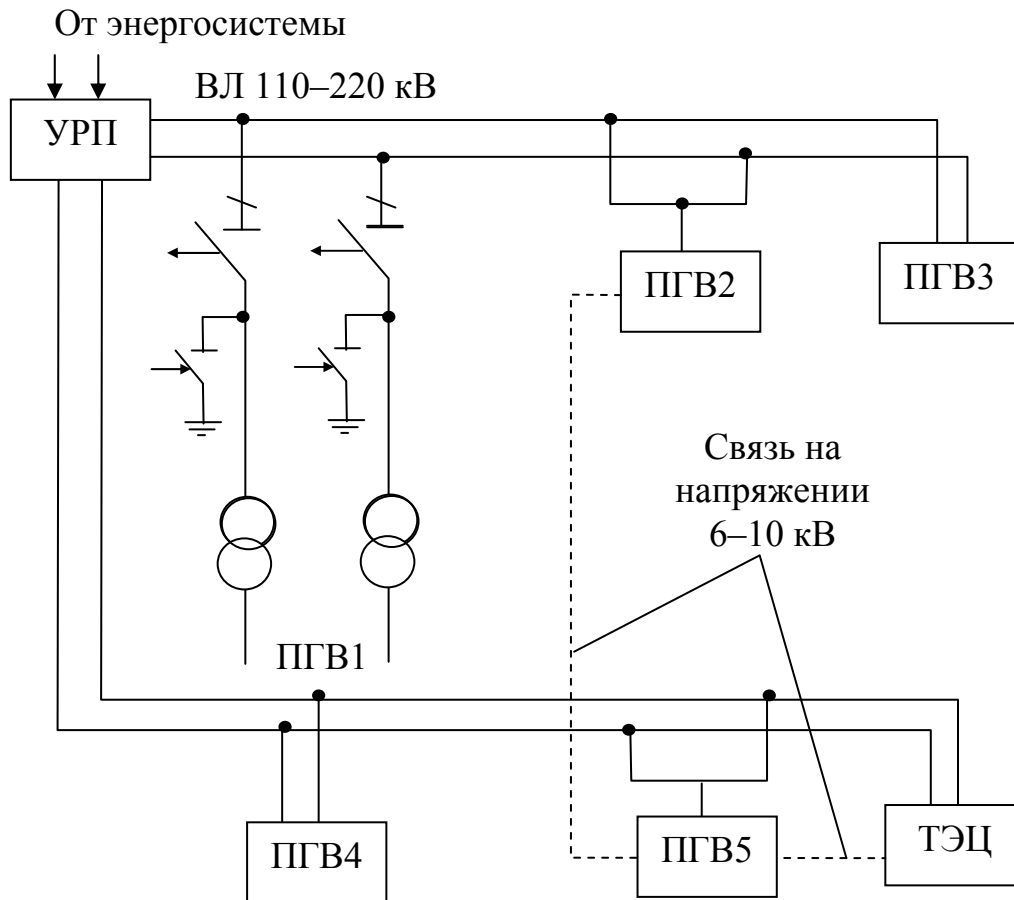 От энергосистемы
ВЛ 110–220 кВ
УРП
ПГВ2
ПГВ3
Связь на
напряжении
6–10 кВ
ПГВ1
ПГВ4
ПГВ5
ТЭЦ